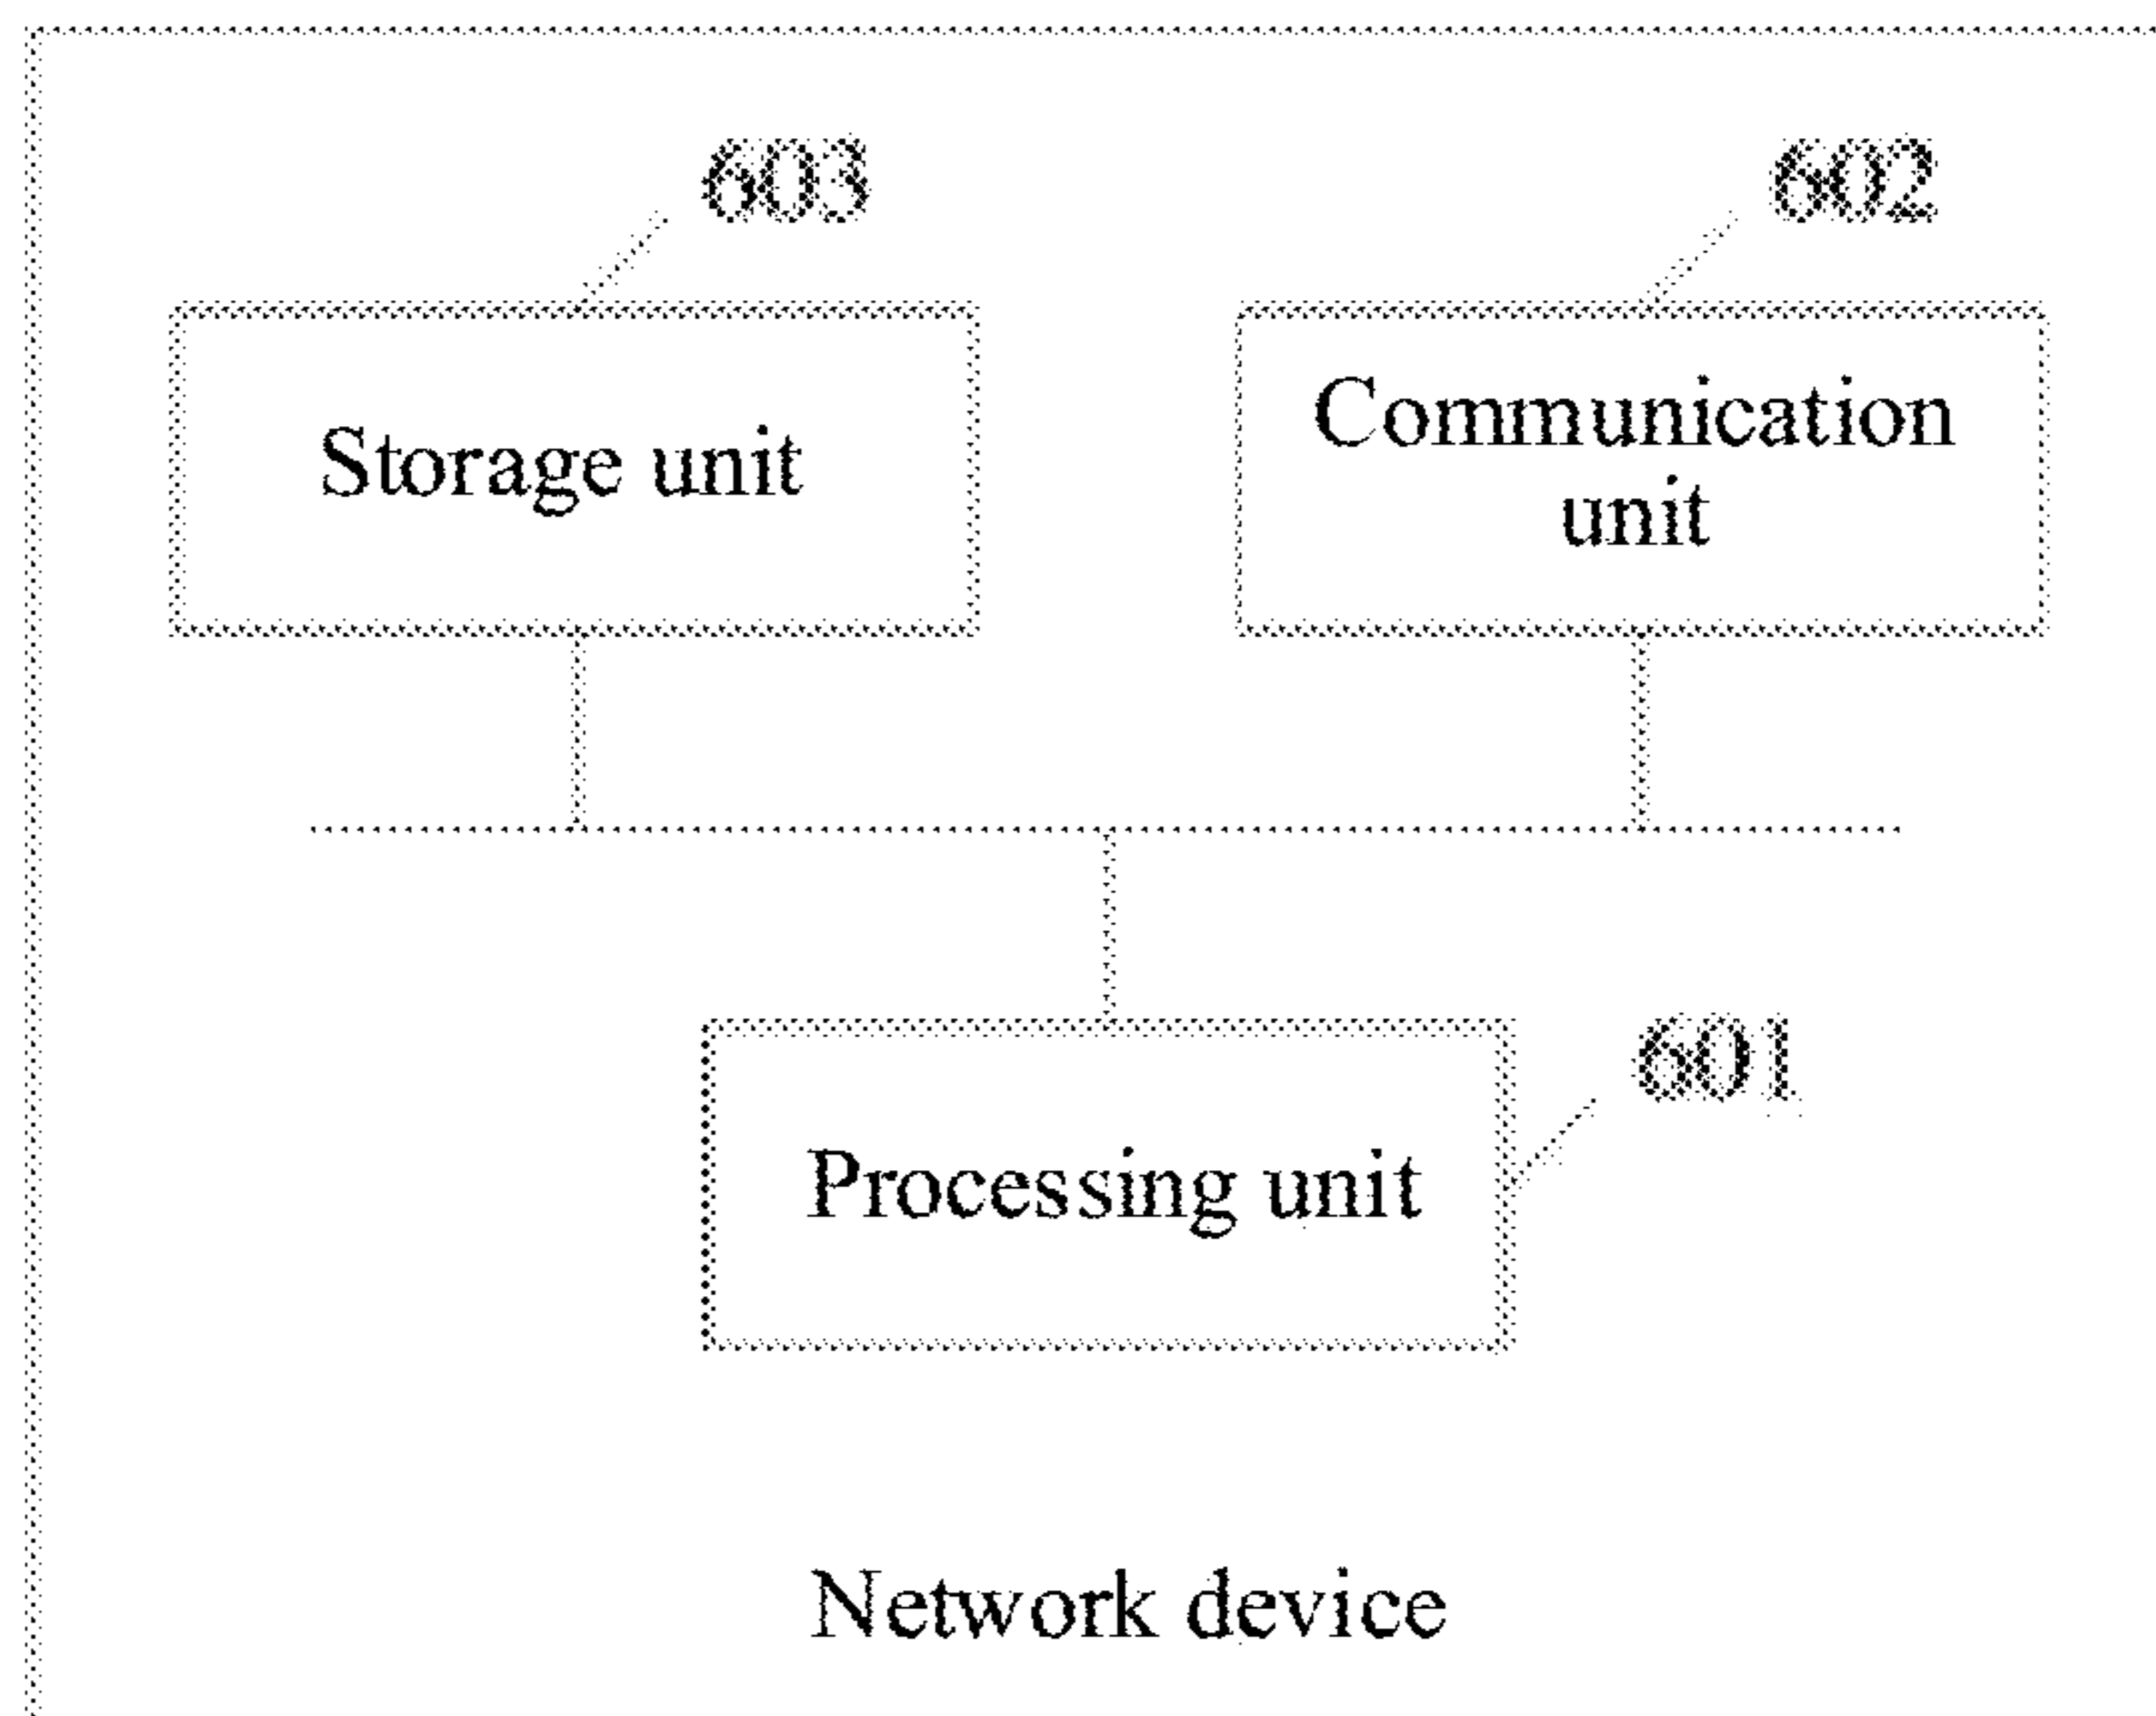 603
602
Storage unit
Communication
unit
601
Processing unit
Network device